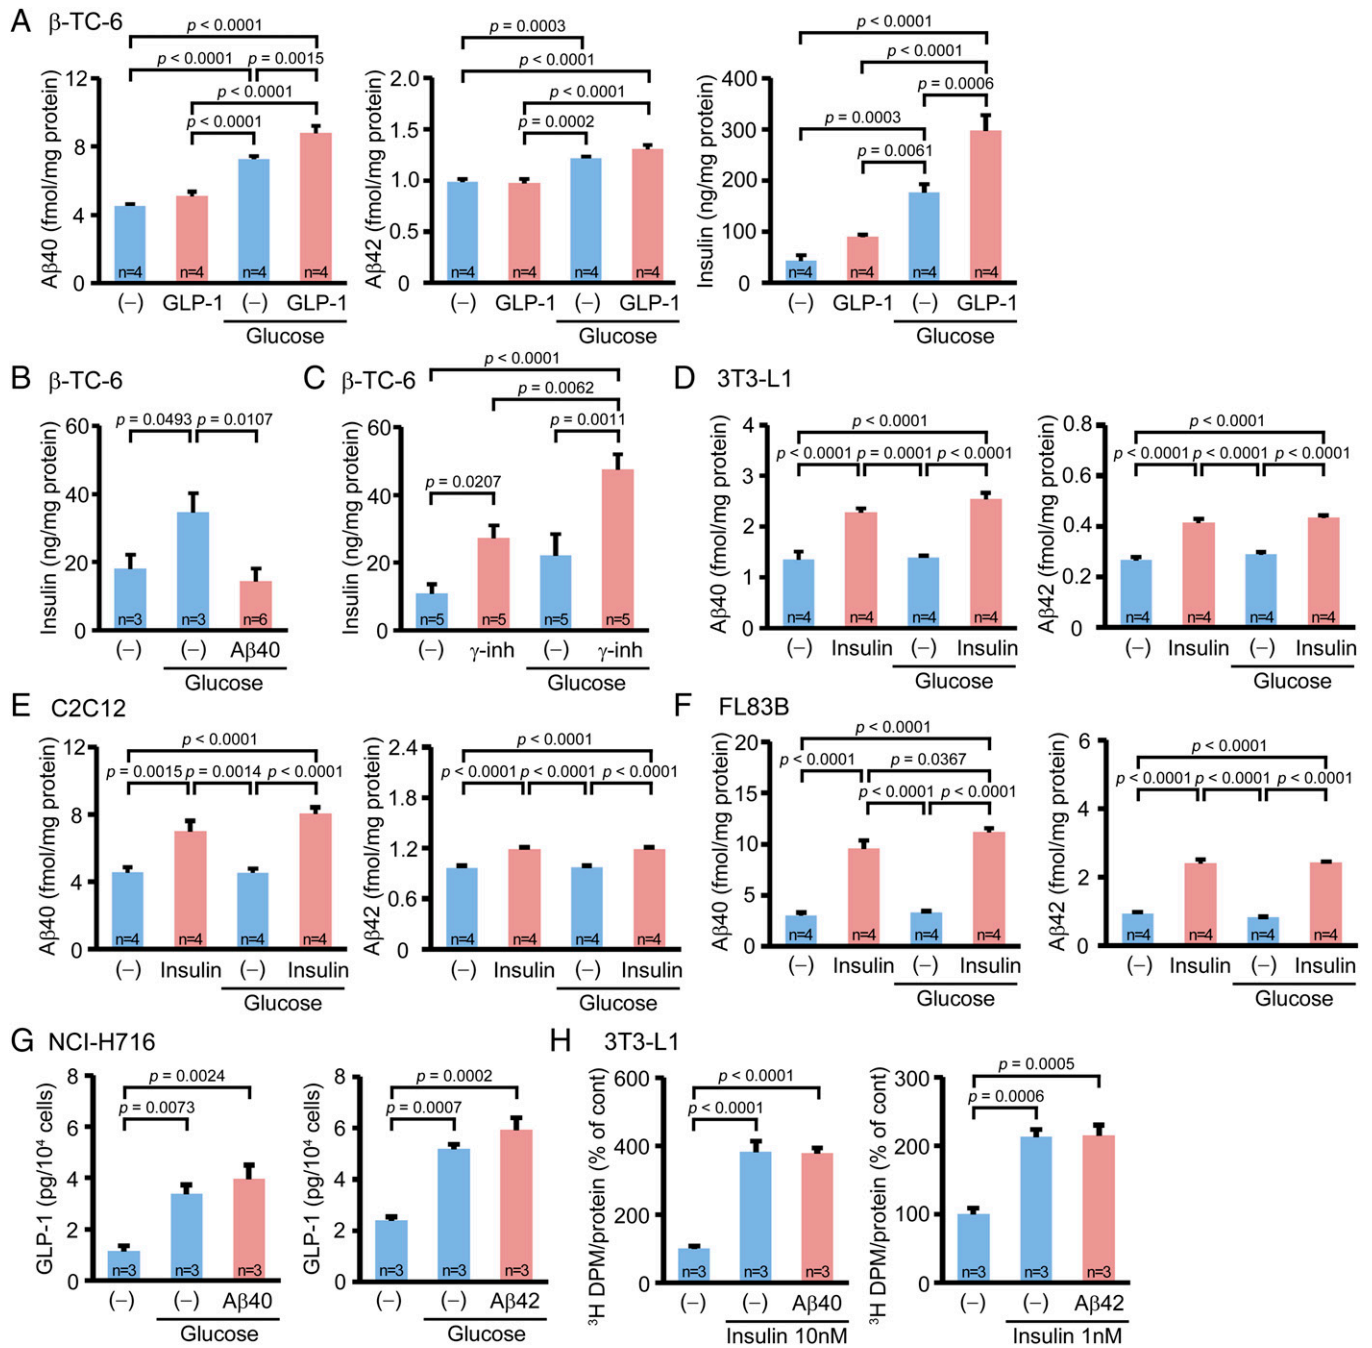 A β-TC-6
p < 0.0001
p < 0.0001 p = 0.0015
p < 0.0001
p < 0.0001
Aβ40 (fmol/mg protein)
12
8
4
0
n=4 n=4 n=4 n=4
(−) GLP-1 (−) GLP-1
Glucose
p = 0.0003
p < 0.0001
p < 0.0001
p = 0.0002
Aβ42 (fmol/mg protein)
2.0
1.5
1.0
0.5
0
n=4 n=4 n=4 n=4
(−) GLP-1 (−) GLP-1
Glucose
p < 0.0001
p < 0.0001
p = 0.0006
p = 0.0003
p = 0.0061
Insulin (ng/mg protein)
400
300
200
100
0
n=4 n=4 n=4 n=4
(−) GLP-1 (−) GLP-1
Glucose
B β-TC-6
p = 0.0493 p = 0.0107
Insulin (ng/mg protein)
60
40
20
0
n=3 n=3 n=6
(−) (−) Aβ40
Glucose
C β-TC-6
p < 0.0001
p = 0.0062
p = 0.0011
p = 0.0207
Insulin (ng/mg protein)
60
40
20
0
n=5 n=5 n=5 n=5
(−) γ-inh (−) γ-inh
Glucose
D 3T3-L1
p < 0.0001
p < 0.0001 p = 0.0001 p < 0.0001
Aβ40 (fmol/mg protein)
4
3
2
1
0
n=4 n=4 n=4 n=4
(−) Insulin (−) Insulin
Glucose
p < 0.0001
p < 0.0001 p < 0.0001 p < 0.0001
Aβ42 (fmol/mg protein)
0.8
0.6
0.4
0.2
0
n=4 n=4 n=4 n=4
(−) Insulin (−) Insulin
Glucose
E C2C12
p < 0.0001
p = 0.0015 p = 0.0014 p < 0.0001
Aβ40 (fmol/mg protein)
12
8
4
0
n=4 n=4 n=4 n=4
(−) Insulin (−) Insulin
Glucose
p < 0.0001
p < 0.0001 p < 0.0001 p < 0.0001
Aβ42 (fmol/mg protein)
2.4
1.8
1.2
0.6
0
n=4 n=4 n=4 n=4
(−) Insulin (−) Insulin
Glucose
F FL83B
p < 0.0001
p < 0.0001 p = 0.0367
p < 0.0001 p < 0.0001
Aβ40 (fmol/mg protein)
20
15
10
5
0
n=4 n=4 n=4 n=4
(−) Insulin (−) Insulin
Glucose
p < 0.0001
p < 0.0001 p < 0.0001 p < 0.0001
Aβ42 (fmol/mg protein)
6
4
2
0
n=4 n=4 n=4 n=4
(−) Insulin (−) Insulin
Glucose
G NCI-H716
p = 0.0024
p = 0.0073
GLP-1 (pg/10⁴ cells)
8
6
4
2
0
n=3 n=3 n=3
(−) (−) Aβ40
Glucose
p = 0.0002
p = 0.0007
GLP-1 (pg/10⁴ cells)
8
6
4
2
0
n=3 n=3 n=3
(−) (−) Aβ42
Glucose
H 3T3-L1
p < 0.0001
p < 0.0001
³H DPM/protein (% of cont)
600
400
200
0
n=3 n=3 n=3
(−) (−) Aβ40
Insulin 10nM
p = 0.0005
p = 0.0006
³H DPM/protein (% of cont)
300
200
100
0
n=3 n=3 n=3
(−) (−) Aβ42
Insulin 1nM